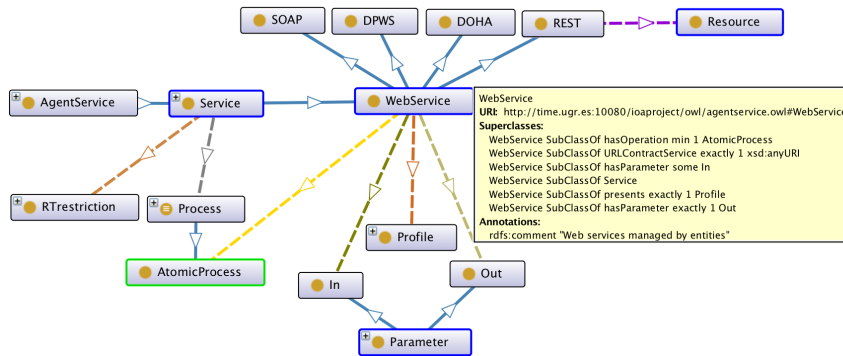 SOAP
DPWS
DOHA
REST
Resource
AgentService
Service
WebService
WebService
URI: http://time.ugr.es:10080/ioaproject/owl/agentservice.owl#WebService
Superclasses:
WebService SubClassOf hasOperation min 1 AtomicProcess
WebService SubClassOf URLContractService exactly 1 xsd:anyURI
WebService SubClassOf hasParameter some In
WebService SubClassOf Service
WebService SubClassOf presents exactly 1 Profile
WebService SubClassOf hasParameter exactly 1 Out
Annotations:
rdfs:comment "Web services managed by entities"
RTrestriction
Process
Profile
AtomicProcess
In
Out
Parameter